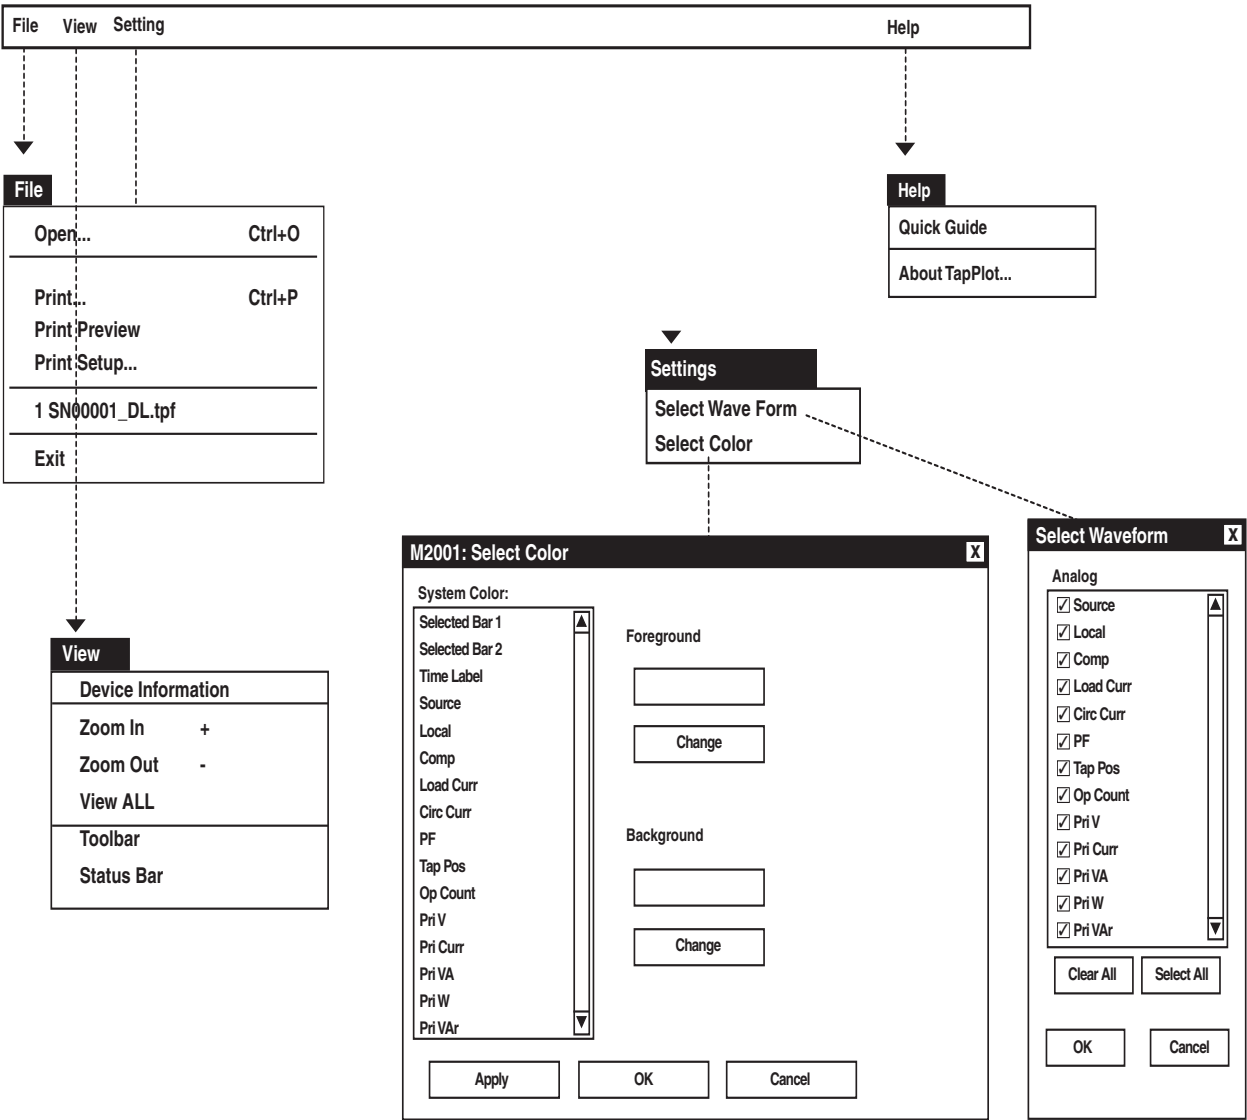 File View Setting Help
File
Open... Ctrl+O
Print... Ctrl+P
Print Preview
Print Setup...
1 SN00001_DL.tpf
Exit
Help
Quick Guide
About TapPlot...
Settings
Select Wave Form
Select Color
View
Device Information
Zoom In +
Zoom Out -
View ALL
Toolbar
Status Bar
M2001: Select Color X
System Color:
Selected Bar 1
Selected Bar 2
Time Label
Source
Local
Comp
Load Curr
Circ Curr
PF
Tap Pos
Op Count
Pri V
Pri Curr
Pri VA
Pri W
Pri VAr
Foreground
Change
Background
Change
Apply OK Cancel
Select Waveform X
Analog
Source
Local
Comp
Load Curr
Circ Curr
PF
Tap Pos
Op Count
Pri V
Pri Curr
Pri VA
Pri W
Pri VAr
Clear All Select All
OK Cancel